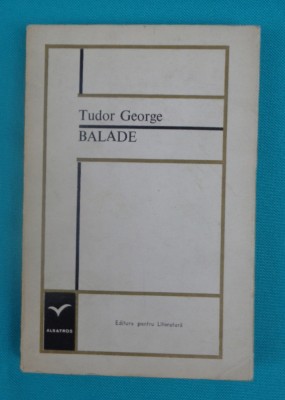 Tudor George
BALADE
ALBATROS
Editura pentru Literatură